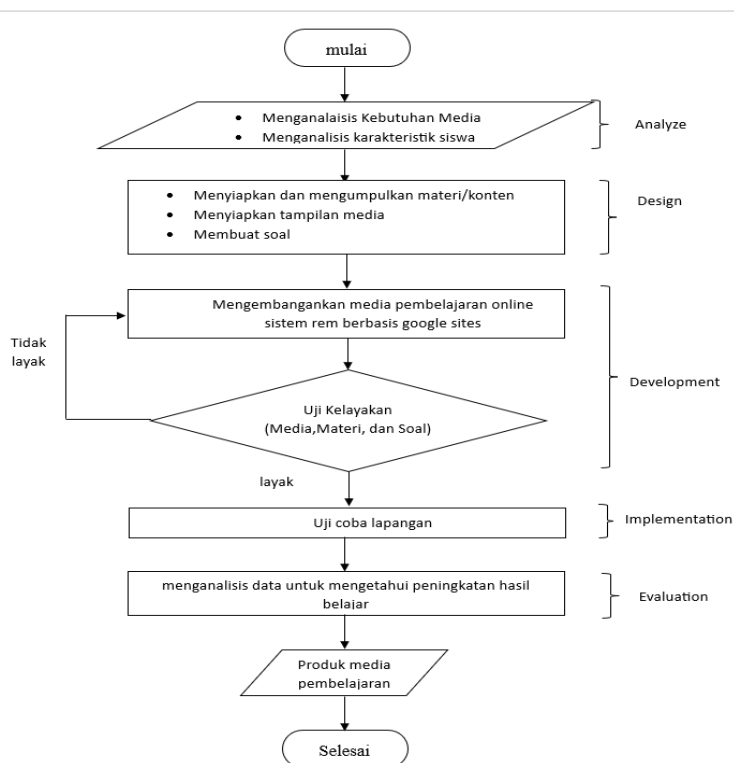 mulai
• Menganalaisis Kebutuhan Media
• Menganalisis karakteristik siswa
Analyze
• Menyiapkan dan mengumpulkan materi/konten
• Menyiapkan tampilan media
• Membuat soal
Design
Mengembangankan media pembelajaran online
sistem rem berbasis google sites
Tidak
layak
Development
Uji Kelayakan
(Media,Materi, dan Soal)
layak
Uji coba lapangan
Implementation
menganalisis data untuk mengetahui peningkatan hasil
belajar
Evaluation
Produk media
pembelajaran
Selesai